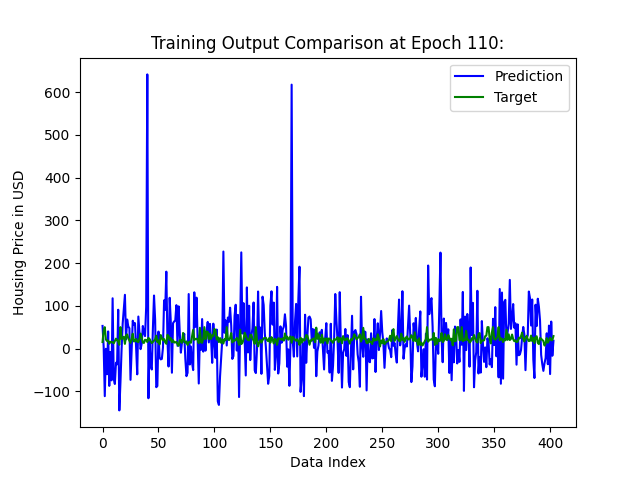 Training Output Comparison at Epoch 110:
Prediction
Target
Housing Price in USD
600
500
400
300
200
100
0
−100
0 50 100 150 200 250 300 350 400
Data Index